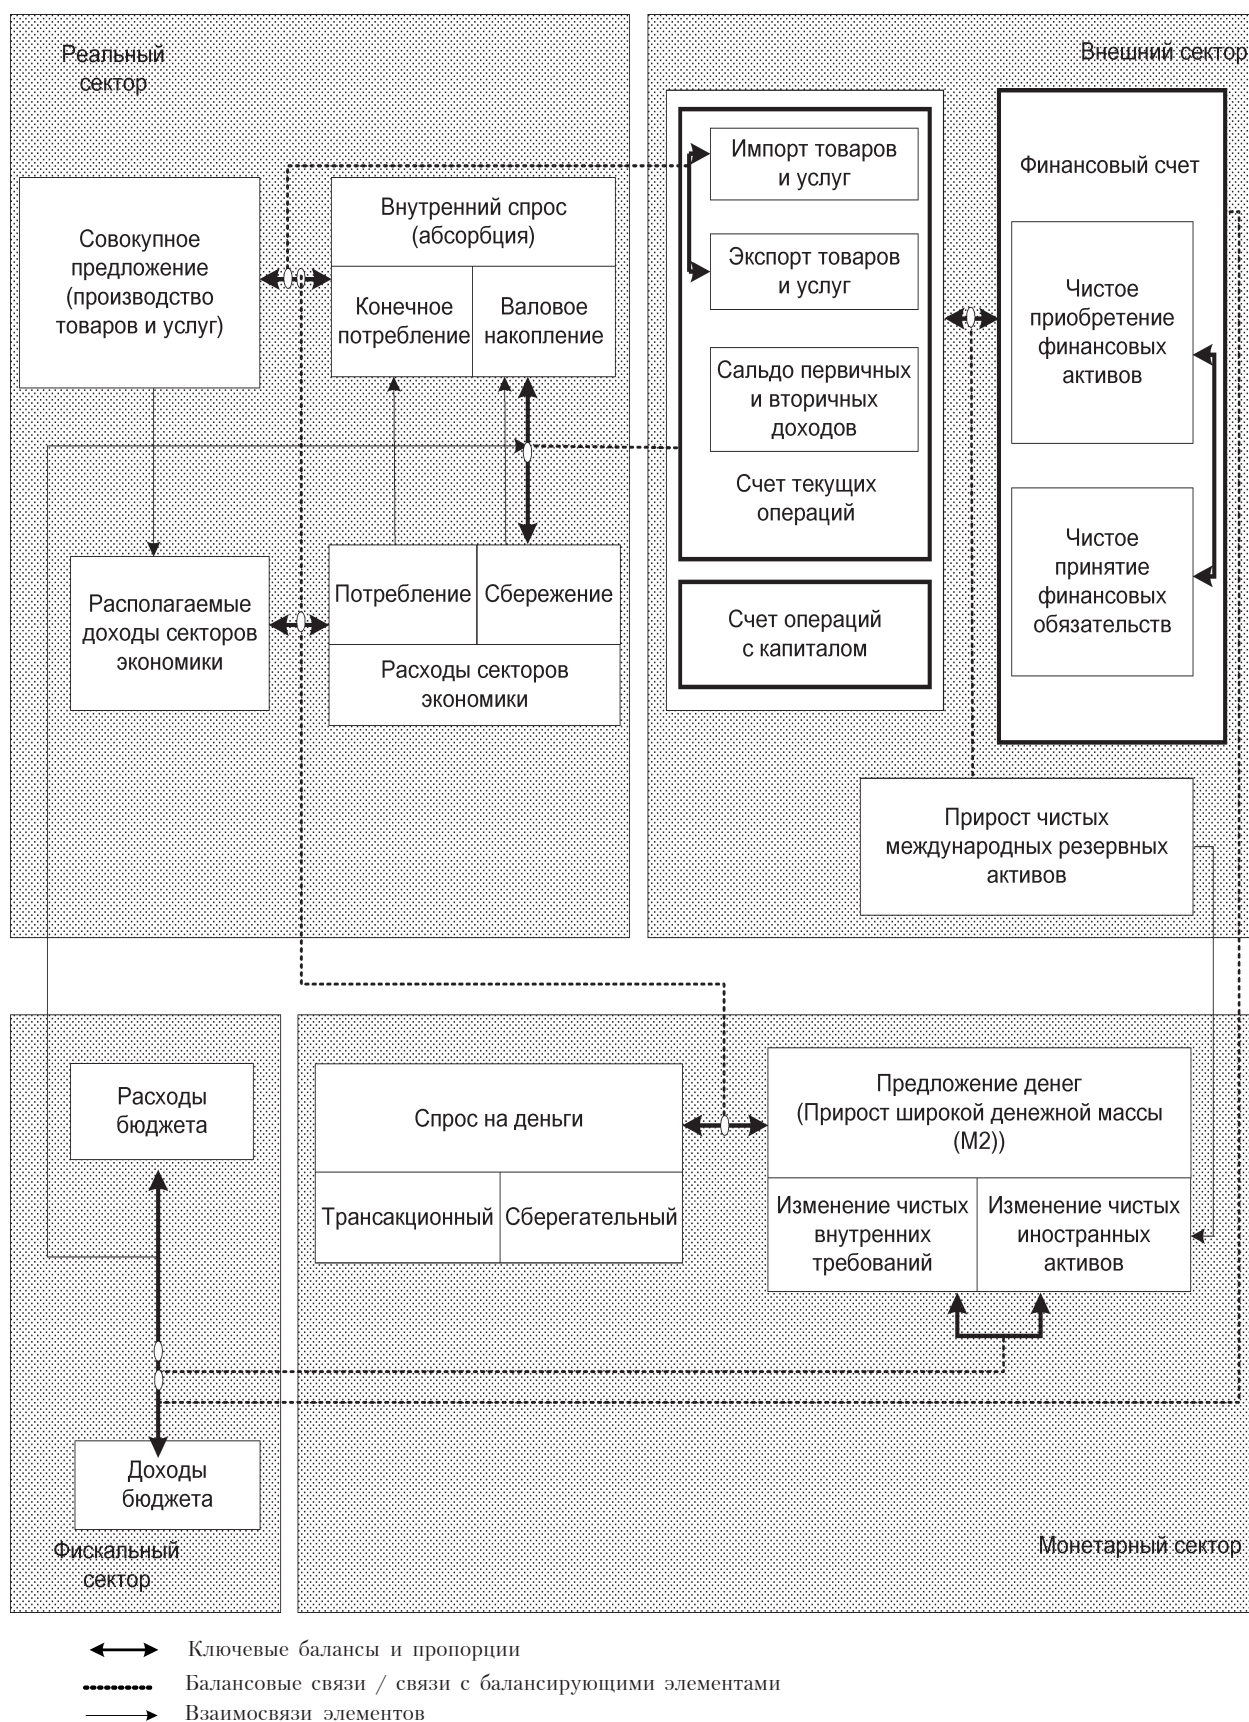 Реальный
сектор
Совокупное
предложение
(производство
товаров и услуг)
Внутренний спрос
(абсорбция)
Конечное
потребление
Валовое
накопление
Располагаемые
доходы секторов
экономики
Потребление
Сбережение
Расходы секторов
экономики
Внешний сектор
Импорт товаров
и услуг
Экспорт товаров
и услуг
Сальдо первичных
и вторичных
доходов
Счет текущих
операций
Счет операций
с капиталом
Финансовый счет
Чистое
приобретение
финансовых
активов
Чистое
принятие
финансовых
обязательств
Прирост чистых
международных резервных
активов
Расходы
бюджета
Доходы
бюджета
Фискальный
сектор
Спрос на деньги
Трансакционный
Сберегательный
Предложение денег
(Прирост широкой денежной массы
(М2))
Изменение чистых
внутренних
требований
Изменение чистых
иностранных
активов
Монетарный сектор
Ключевые балансы и пропорции
Балансовые связи / связи с балансирующими элементами
Взаимосвязи элементов